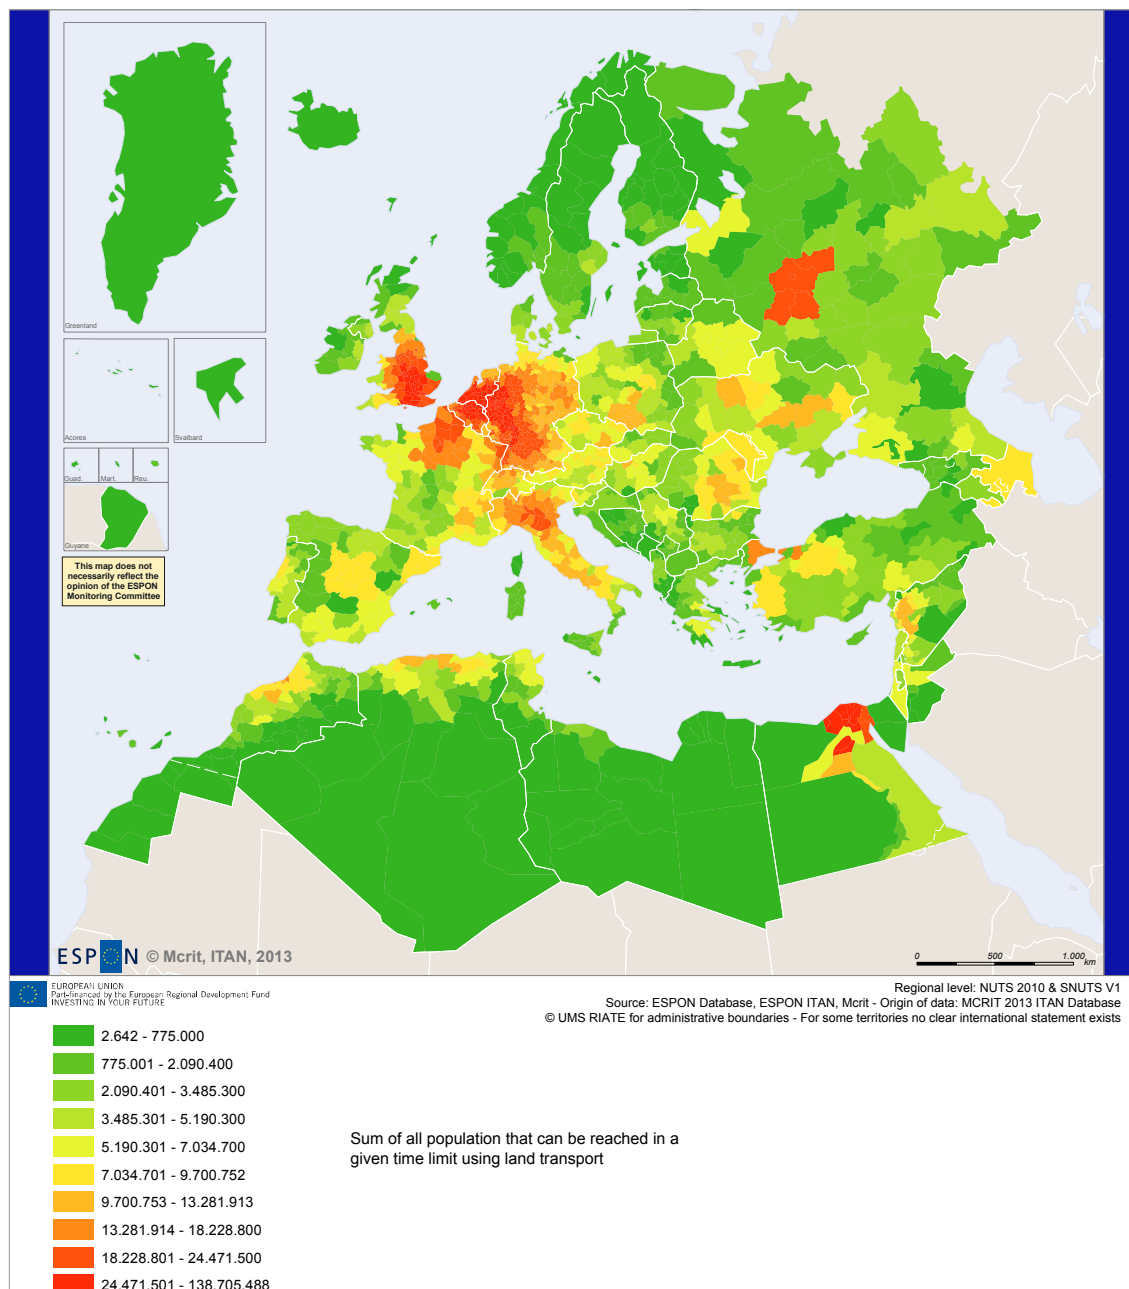 Greenland
Acores
Svalbard
Guad.
Mart.
Reu.
Guyane
This map does not
necessarily reflect the
opinion of the ESPON
Monitoring Committee
ESPON © Mcrit, ITAN, 2013
0 500 1.000
km
EUROPEAN UNION
Part-financed by the European Regional Development Fund
INVESTING IN YOUR FUTURE
Regional level: NUTS 2010 & SNUTS V1
Source: ESPON Database, ESPON ITAN, Mcrit - Origin of data: MCRIT 2013 ITAN Database
© UMS RIATE for administrative boundaries - For some territories no clear international statement exists
2.642 - 775.000
775.001 - 2.090.400
2.090.401 - 3.485.300
3.485.301 - 5.190.300
5.190.301 - 7.034.700
7.034.701 - 9.700.752
9.700.753 - 13.281.913
13.281.914 - 18.228.800
18.228.801 - 24.471.500
24.471.501 - 138.705.488
Sum of all population that can be reached in a
given time limit using land transport